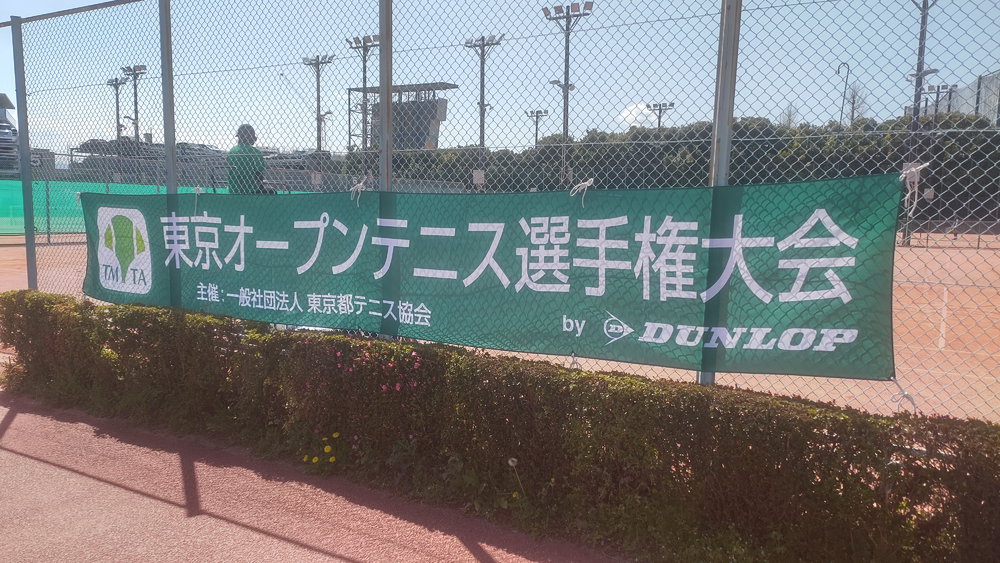 東京オープンテニス選手権大会
TMTA
主催:一般社団法人 東京都テニス協会
by DUNLOP